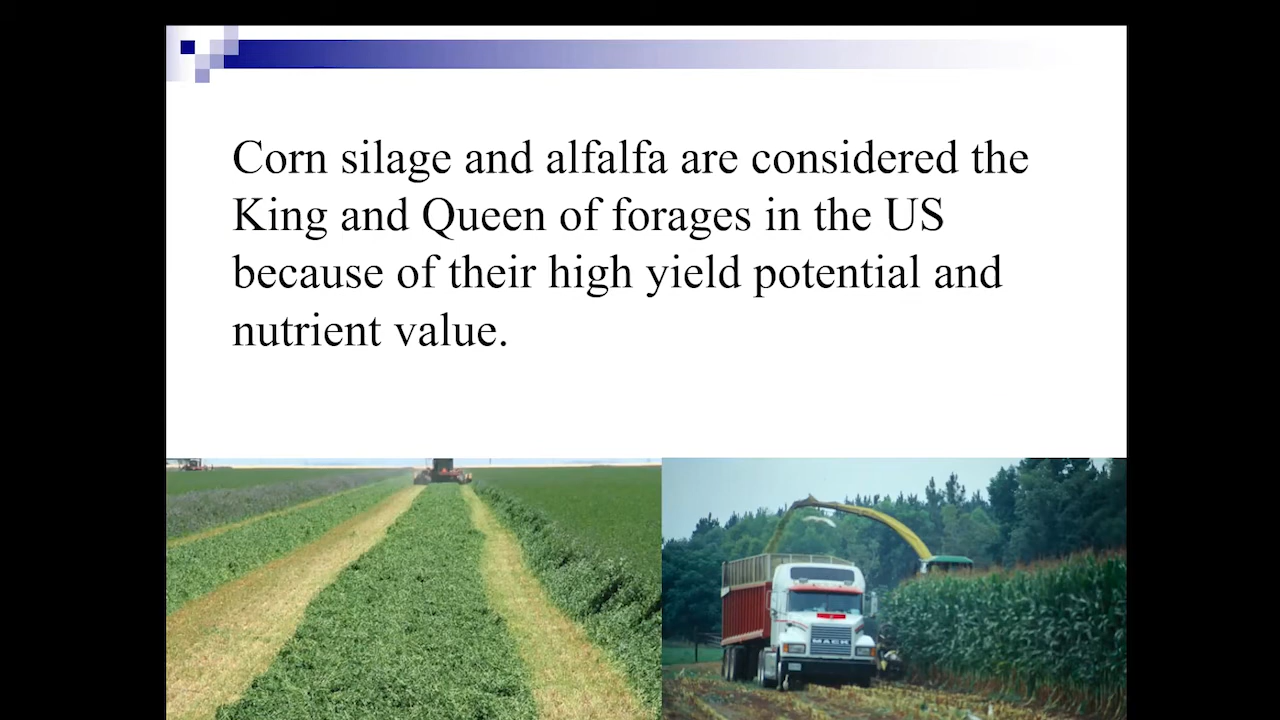 Corn silage and alfalfa are considered the
King and Queen of forages in the US
because of their high yield potential and
nutrient value.
MACK